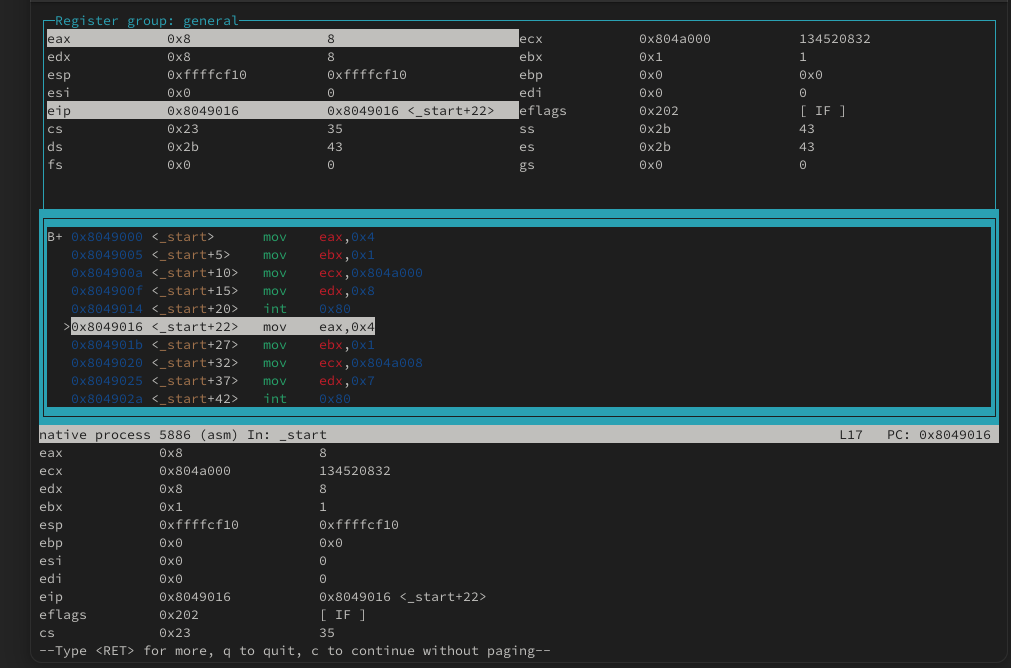 Register group: general
eax 0x8 8 ecx 0x804a000 134520832
edx 0x8 8 ebx 0x1 1
esp 0xffffcf10 0xffffcf10 ebp 0x0 0x0
esi 0x0 0 edi 0x0 0
eip 0x8049016 0x8049016 <_start+22> eflags 0x202 [ IF ]
cs 0x23 35 ss 0x2b 43
ds 0x2b 43 es 0x2b 43
fs 0x0 0 gs 0x0 0
B+ 0x8049000 <_start> mov eax,0x4
0x8049005 <_start+5> mov ebx,0x1
0x804900a <_start+10> mov ecx,0x804a000
0x804900f <_start+15> mov edx,0x8
0x8049014 <_start+20> int 0x80
>0x8049016 <_start+22> mov eax,0x4
0x804901b <_start+27> mov ebx,0x1
0x8049020 <_start+32> mov ecx,0x804a008
0x8049025 <_start+37> mov edx,0x7
0x804902a <_start+42> int 0x80
native process 5886 (asm) In: _start L17 PC: 0x8049016
eax 0x8 8
ecx 0x804a000 134520832
edx 0x8 8
ebx 0x1 1
esp 0xffffcf10 0xffffcf10
ebp 0x0 0x0
esi 0x0 0
edi 0x0 0
eip 0x8049016 0x8049016 <_start+22>
eflags 0x202 [ IF ]
cs 0x23 35
--Type <RET> for more, q to quit, c to continue without paging--